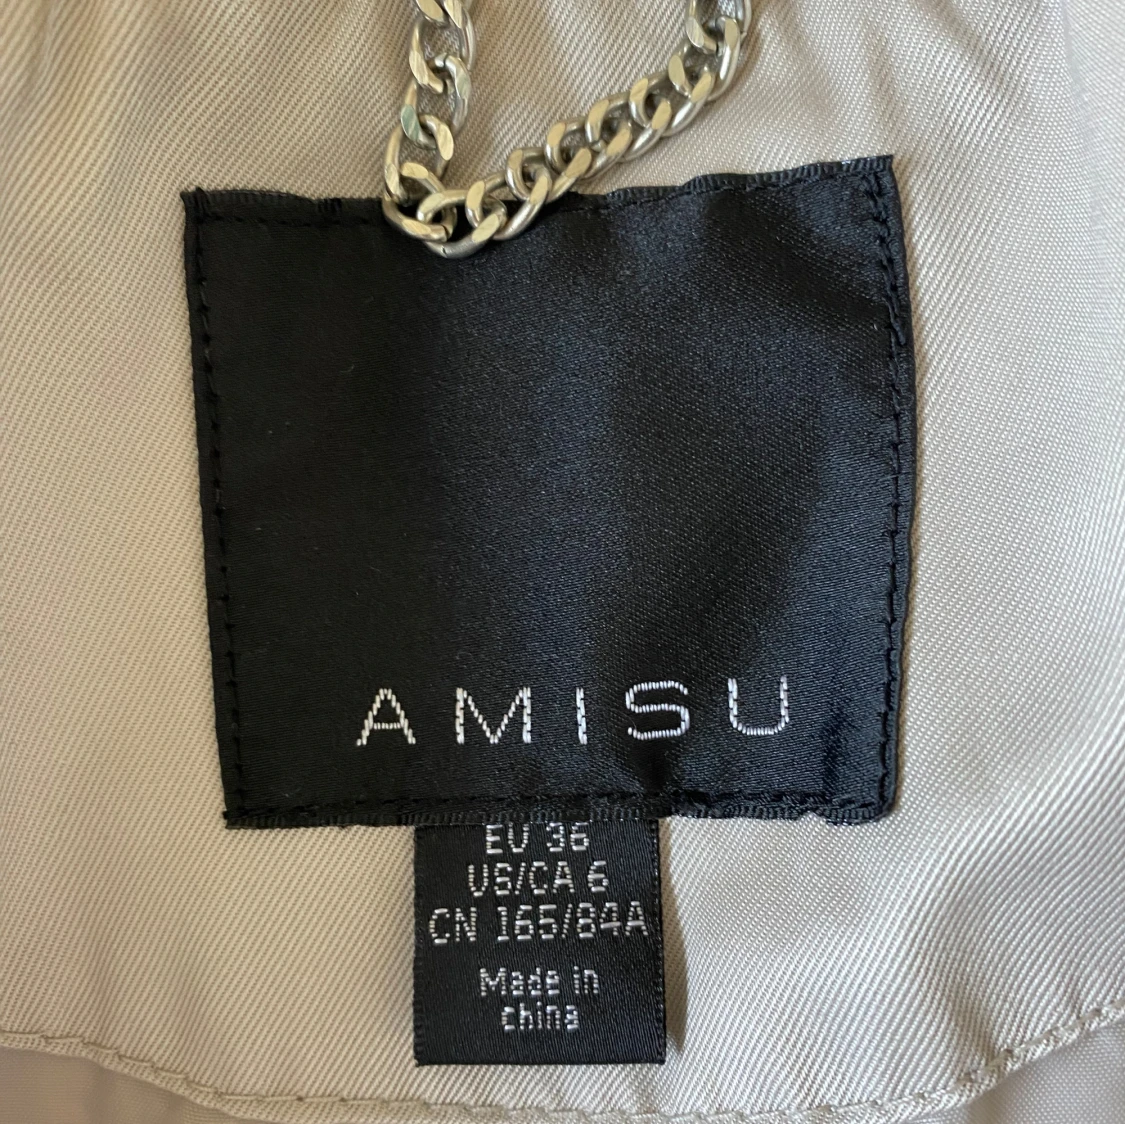 AMISU
EU 36
US/CA 6
CN 165/84A
Made in
china